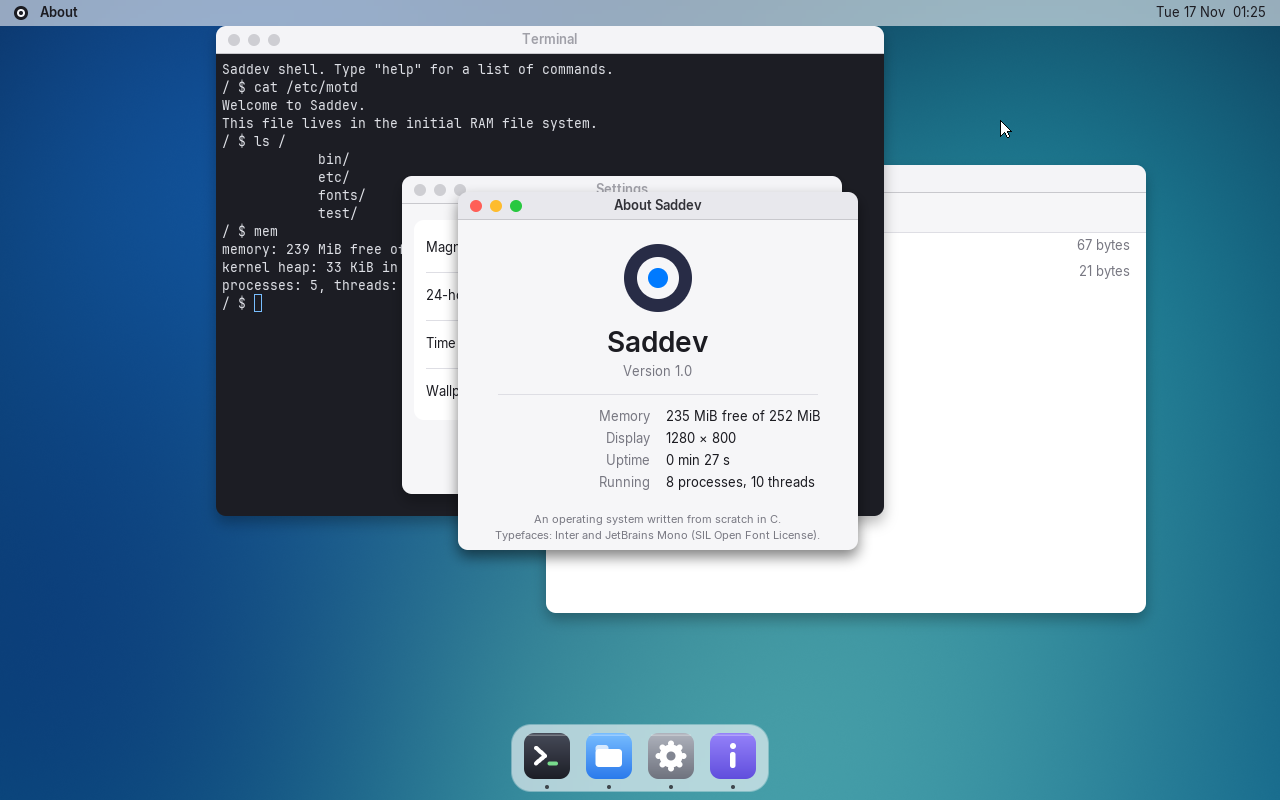 About
Tue 17 Nov 01:25
Terminal
Saddev shell. Type "help" for a list of commands.
/ $ cat /etc/motd
Welcome to Saddev.
This file lives in the initial RAM file system.
/ $ ls /
bin/
etc/
fonts/
test/
/ $ mem
memory: 239 MiB free of
kernel heap: 33 KiB in
processes: 5, threads:
/ $
Settings
24-h
Time
About Saddev
Saddev
Version 1.0
Memory 235 MiB free of 252 MiB
Display 1280 × 800
Uptime 0 min 27 s
Running 8 processes, 10 threads
An operating system written from scratch in C.
Typefaces: Inter and JetBrains Mono (SIL Open Font License).
67 bytes
21 bytes